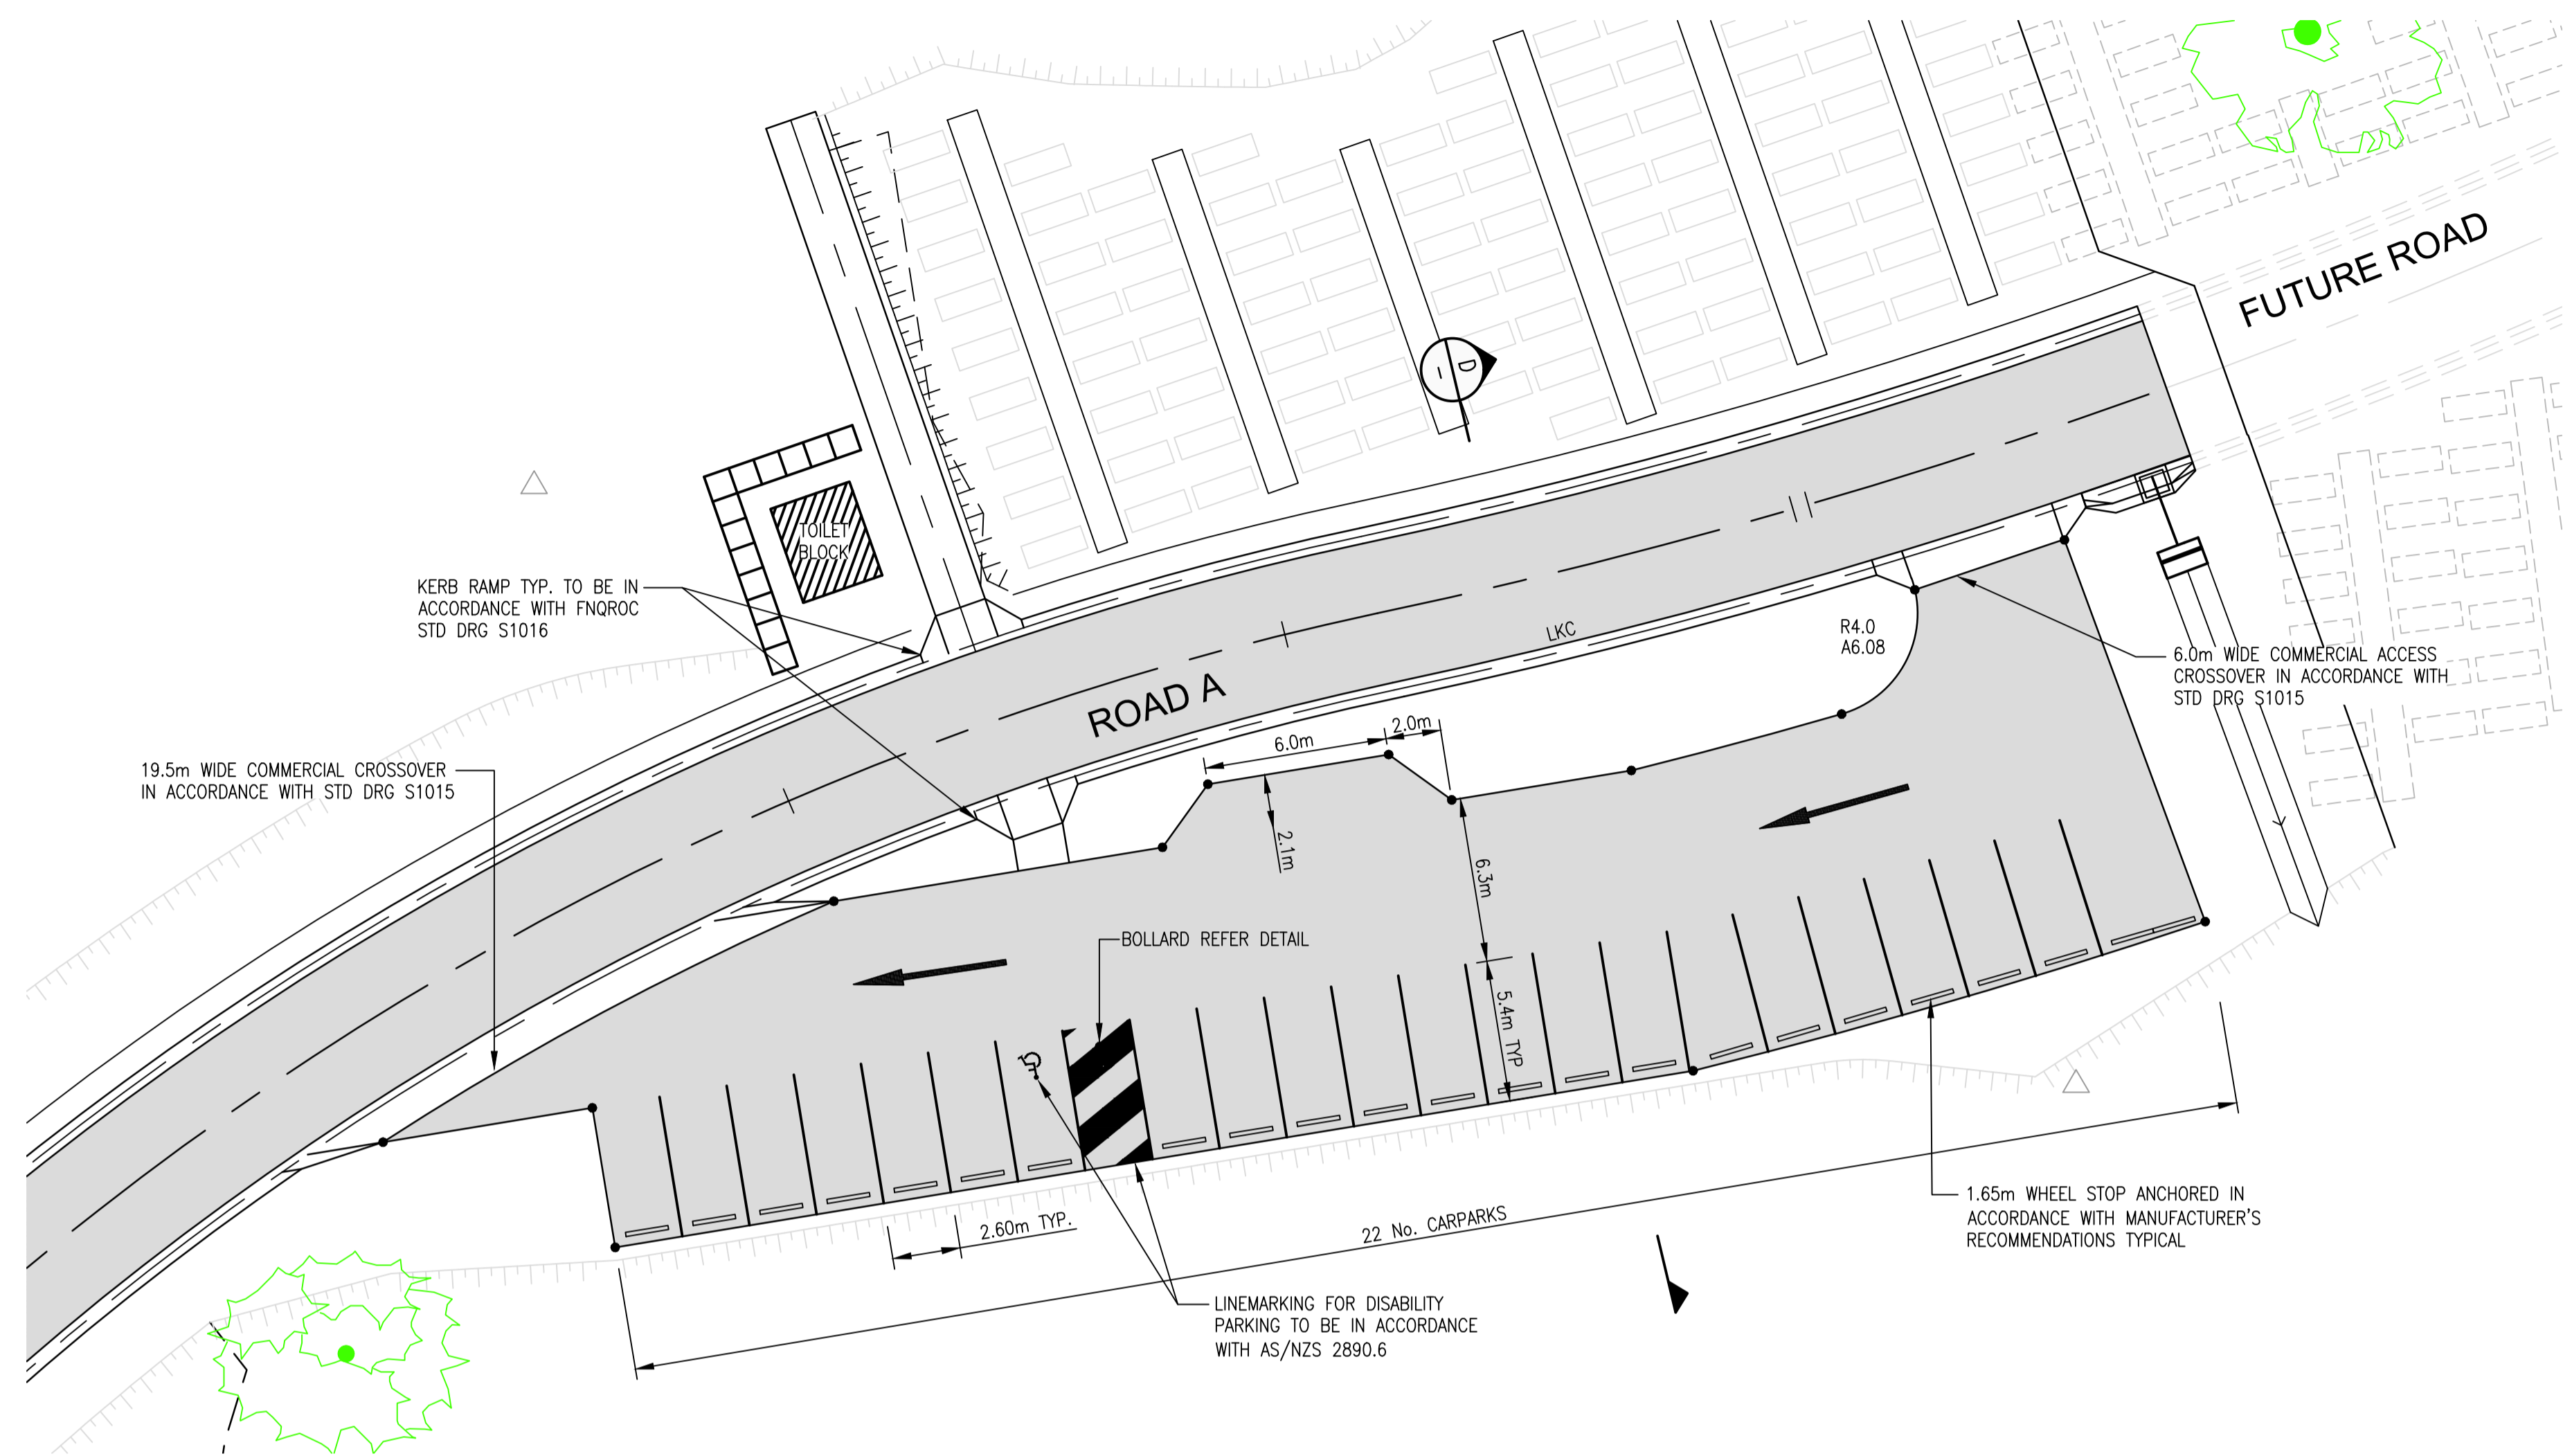 FUTURE ROAD
D
–
TOILET
BLOCK
KERB RAMP TYP. TO BE IN
ACCORDANCE WITH FNQROC
STD DRG S1016
LKC
R4.0
A6.08
6.0m WIDE COMMERCIAL ACCESS
CROSSOVER IN ACCORDANCE WITH
STD DRG S1015
ROAD A
2.0m
6.0m
19.5m WIDE COMMERCIAL CROSSOVER
IN ACCORDANCE WITH STD DRG S1015
2.1m
6.3m
BOLLARD REFER DETAIL
5.4m TYP
2.60m TYP.
22 No. CARPARKS
1.65m WHEEL STOP ANCHORED IN
ACCORDANCE WITH MANUFACTURER'S
RECOMMENDATIONS TYPICAL
LINEMARKING FOR DISABILITY
PARKING TO BE IN ACCORDANCE
WITH AS/NZS 2890.6